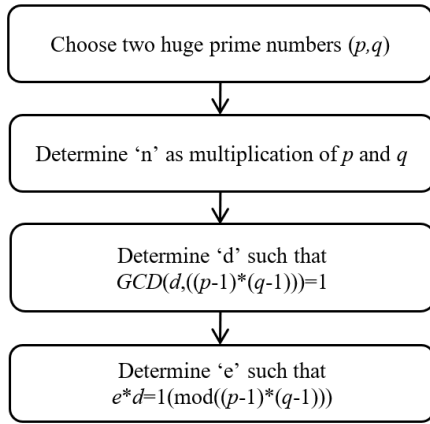 Choose two huge prime numbers (p,q)
Determine ‘n’ as multiplication of p and q
Determine ‘d’ such that
GCD(d,((p-1)*(q-1)))=1
Determine ‘e’ such that
e*d=1(mod((p-1)*(q-1)))